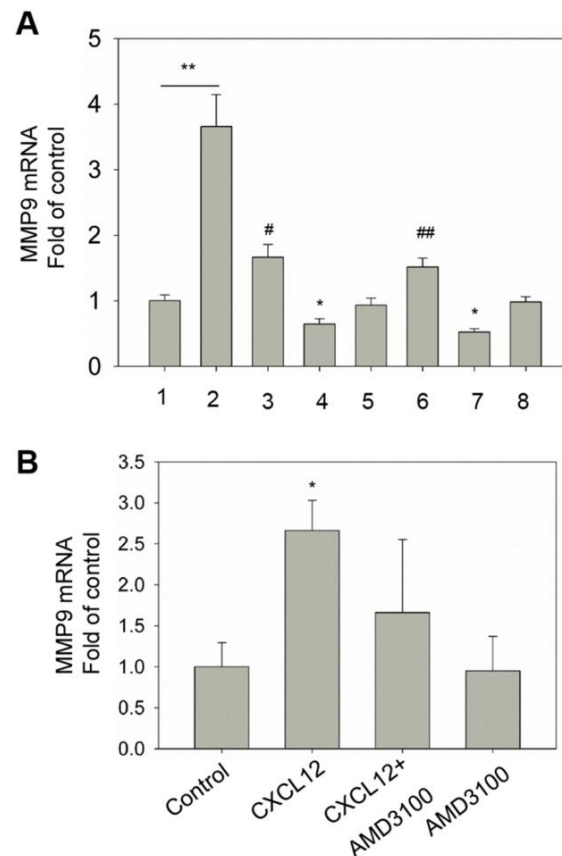 A
MMP9 mRNA
Fold of control
5
4
3
2
1
0
**
#
*
##
*
1 2 3 4 5 6 7 8
B
MMP9 mRNA
Fold of control
3.5
3.0
2.5
2.0
1.5
1.0
0.5
0.0
*
Control
CXCL12
CXCL12+
AMD3100
AMD3100